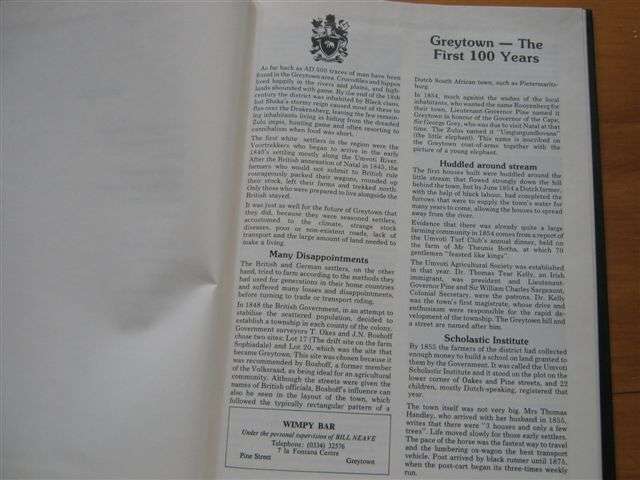 As far back as AD.500 traces of man have been
found in the Greytown area. Crocodiles and hippos
lived happily in the rivers and plains, and high-
lands abounded with game. By the end of the 18th
century the district was inhabited by Black clans,
but Shaka's stormy reign caused most of these to
flee over the Drakensberg, leaving the few remain-
ing inhabitants living in hiding from the dreaded
Zulu impis, hunting game and often resorting to
cannibalism when food was short.
The first white settlers in the region were the
Voortrekkers who began to arrive in the early
1840's settling mostly along the Umvoti River.
After the British annexation of Natal in 1845, the
farmers who would not submit to British rule
courageously packed their wagons, rounded up
their stock, left their farms and trekked north.
Only those who were prepared to live alongside the
British stayed.
It was just as well for the future of Greytown that
they did, because they were seasoned settlers,
accustomed to the climate, strange stock
diseases, poor or non-existent roads, lack of
transport and the large amount of land needed to
make a living.
Many Disappointments
The British and German settlers, on the other
hand, tried to farm according to the methods they
had used for generations in their home countries
and suffered many losses and disappointments,
before turning to trade or transport riding.
In 1848 the British Government, in an attempt to
stabilise the scattered population, decided to
establish a township in each county of the colony.
Government surveyors T. Okes and J.N. Boshoff
chose two sites: Lot 17 (The drift site on the farm
Sophiadale) and Lot 20, which was the site that
became Greytown. This site was chosen because it
was recommended by Boshoff, a former member
of the Volksraad, as being ideal for an agricultural
community. Although the streets were given the
names of British officials, Boshoff's influence can
also be seen in the layout of the town, which
followed the typically rectangular pattern of a
WIMPY BAR
Under the personal supervision of BILL NEAVE
Telephone: (0334) 32576
7 la Fontana Centre
Pine Street Greytown
Greytown — The
First 100 Years
Dutch South African town, such as Pietermaritz-
burg.
In 1854, much against the wishes of the local
inhabitants, who wanted the name Rooyensberg for
their town, Lieutenant-Governor Pine named it
Greytown in honour of the Governor of the Cape,
Sir George Grey, who was due to visit Natal at that
time. The Zulus named it "Umgungundlovana"
(the little elephant). This name is inscribed on
the Greytown coat-of-arms together with the
picture of a young elephant.
Huddled around stream
The first houses built were huddled around the
little stream that flowed strongly down the hill
behind the town, but by June 1854 a Dutch farmer,
with the help of black labour, had completed the
furrows that were to supply the town's water for
many years to come, allowing the houses to spread
away from the river.
Evidence that there was already quite a large
farming community in 1854 comes from a report of
the Umvoti Turf Club's annual dinner, held on
the farm of Mr Theunis Botha, at which 70
gentlemen "feasted like kings".
The Umvoti Agricultural Society was established
in that year. Dr. Thomas Tear Kelly, an Irish
immigrant, was president and Lieutenant-
Governor Pine and Sir William Charles Sargeaunt,
Colonial Secretary, were the patrons. Dr. Kelly
was the town's first magistrate, whose drive and
enthusiasm were responsible for the rapid de-
velopment of the township. The Greytown hill and
a street are named after him.
Scholastic Institute
By 1855 the farmers of the district had collected
enough money to build a school on land granted to
them by the Government. It was called the Umvoti
Scholastic Institute and it stood on the plot on the
lower corner of Oakes and Pine streets, and 22
children, mostly Dutch-speaking, registered that
year.
The town itself was not very big. Mrs Thomas
Handley, who arrived with her husband in 1855,
writes that there were "3 houses and only a few
trees". Life moved slowly for those early settlers.
The pace of the horse was the fastest way to travel
and the lumbering ox-wagon the best transport
vehicle. Post arrived by black runner until 1875,
when the post-cart began its three-times weekly
run.